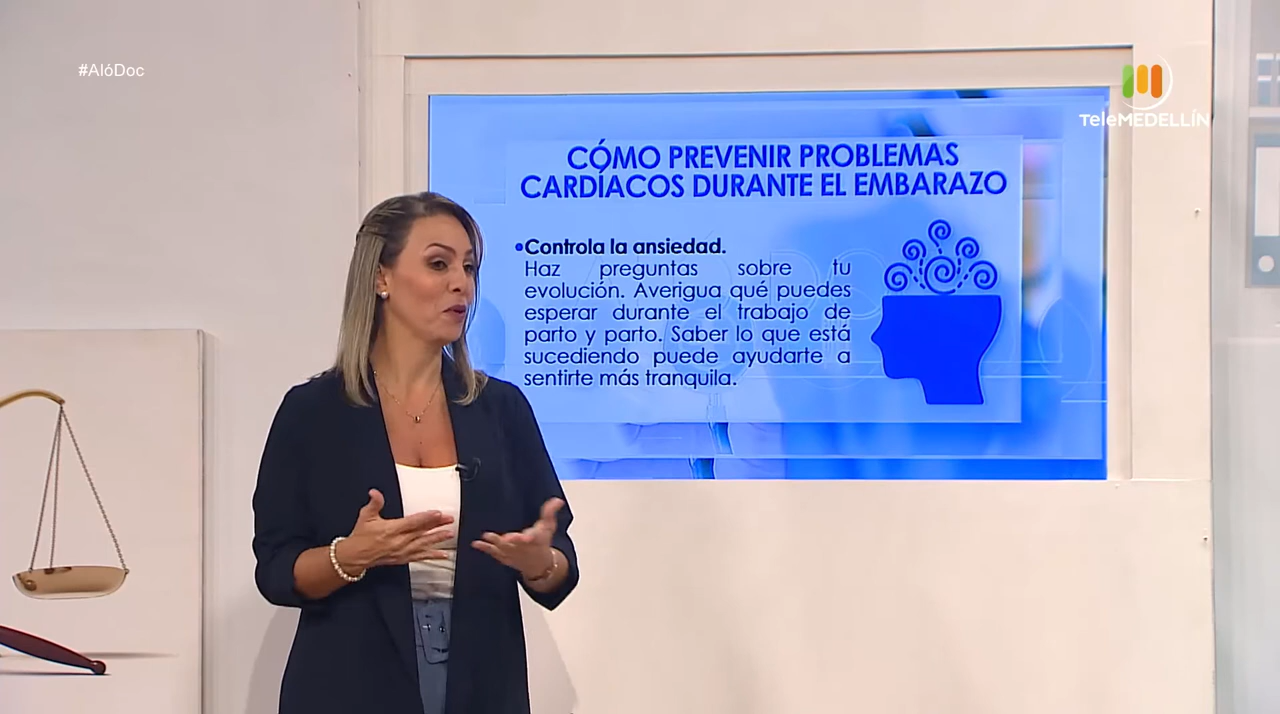 #AlóDoc
TeleMEDELLÍN
CÓMO PREVENIR PROBLEMAS
CARDÍACOS DURANTE EL EMBARAZO
•Controla la ansiedad.
Haz preguntas sobre tu
evolución. Averigua qué puedes
esperar durante el trabajo de
parto y parto. Saber lo que está
sucediendo puede ayudarte a
sentirte más tranquila.